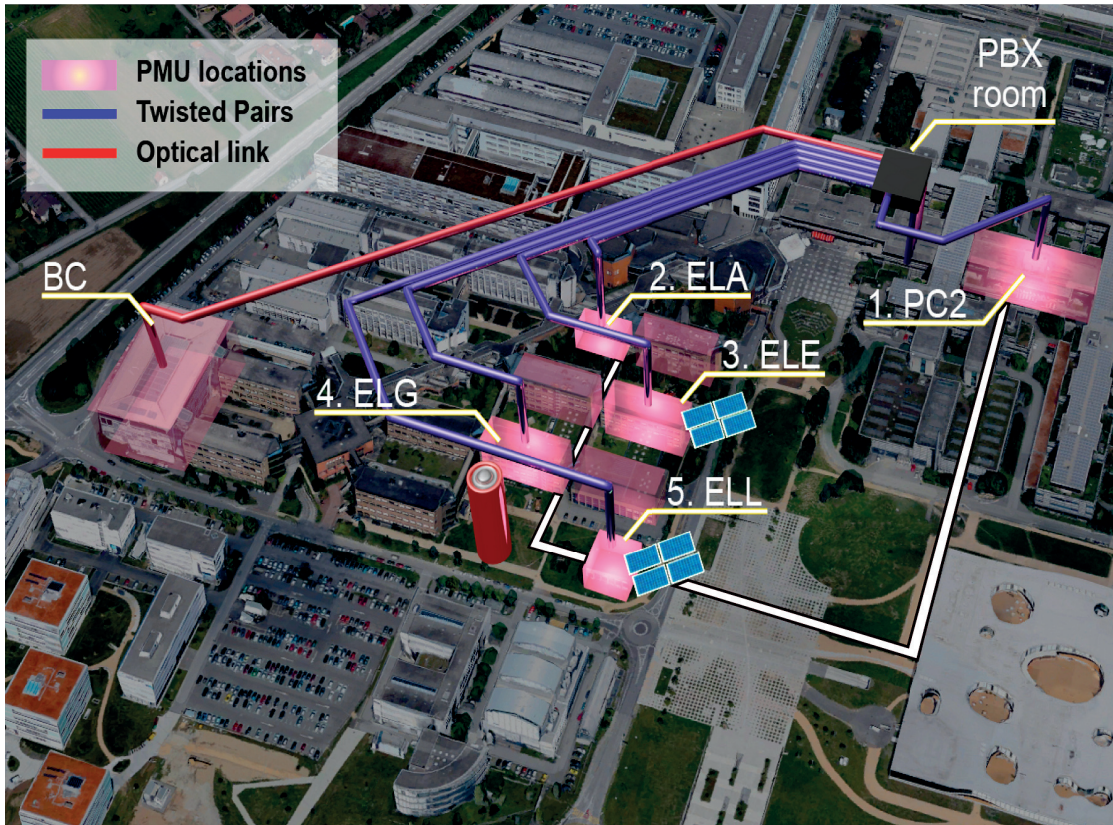 PMU locations
Twisted Pairs
Optical link
PBX
room
BC
2. ELA
1. PC2
3. ELE
4. ELG
5. ELL